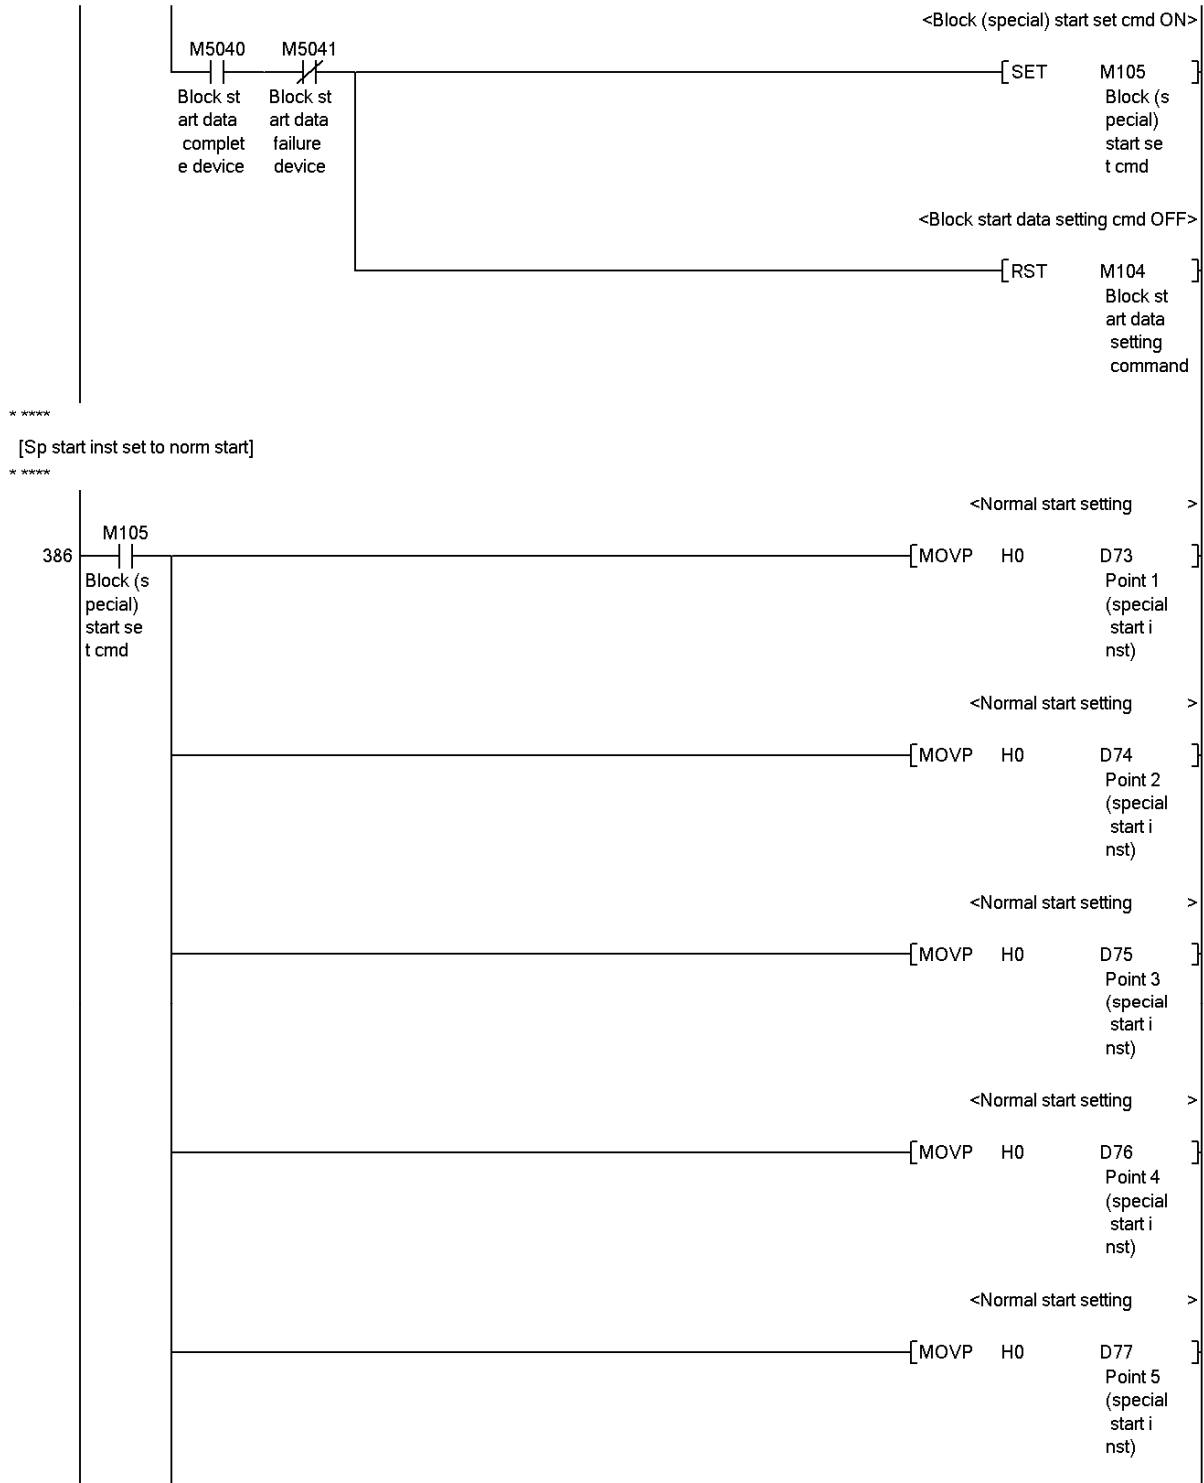 <Block (special) start set cmd ON>
M5040 M5041
[SET M105 ]
Block st Block st Block (s
art data art data pecial)
complet failure start se
e device device t cmd
<Block start data setting cmd OFF>
[RST M104 ]
Block st
art data
setting
command
* ****
[Sp start inst set to norm start]
* ****
<Normal start setting >
M105
386 [MOVP H0 D73 ]
Block (s Point 1
pecial) (special
start se start i
t cmd nst)
<Normal start setting >
[MOVP H0 D74 ]
Point 2
(special
start i
nst)
<Normal start setting >
[MOVP H0 D75 ]
Point 3
(special
start i
nst)
<Normal start setting >
[MOVP H0 D76 ]
Point 4
(special
start i
nst)
<Normal start setting >
[MOVP H0 D77 ]
Point 5
(special
start i
nst)